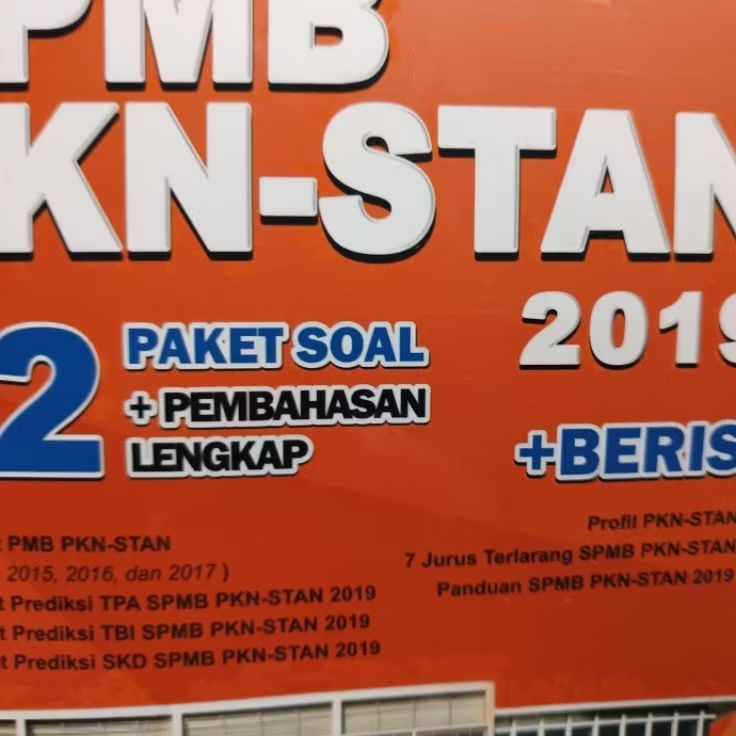 PMB
KN-STAN
2019
2 PAKET SOAL
+ PEMBAHASAN
LENGKAP
+BERIS
PMB PKN-STAN
2015, 2016, dan 2017 )
t Prediksi TPA SPMB PKN-STAN 2019
t Prediksi TBI SPMB PKN-STAN 2019
t Prediksi SKD SPMB PKN-STAN 2019
Profil PKN-STAN
7 Jurus Terlarang SPMB PKN-STAN
Panduan SPMB PKN-STAN 2019